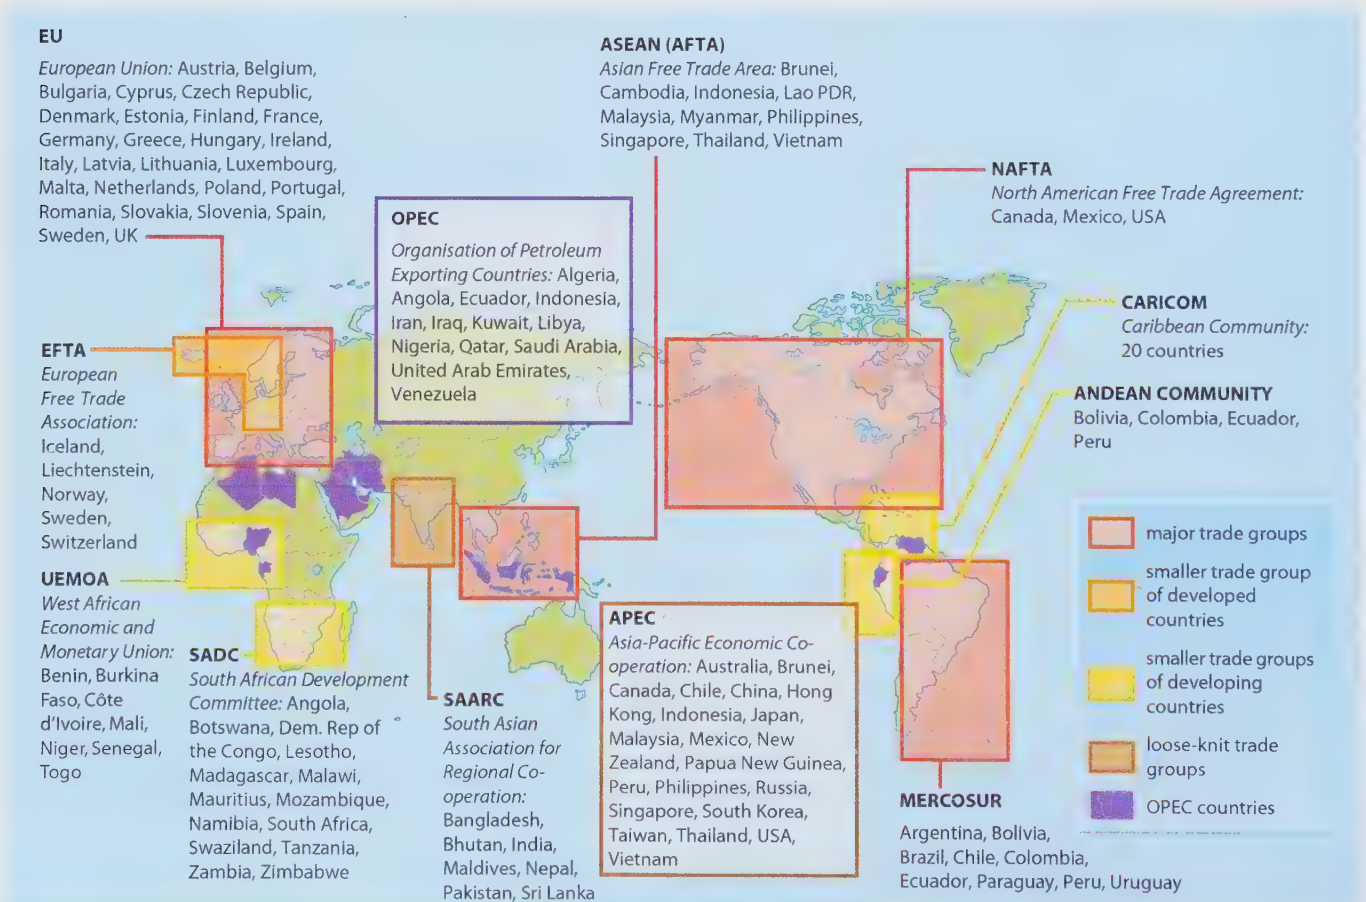 EU
European Union: Austria, Belgium,
Bulgaria, Cyprus, Czech Republic,
Denmark, Estonia, Finland, France,
Germany, Greece, Hungary, Ireland,
Italy, Latvia, Lithuania, Luxembourg,
Malta, Netherlands, Poland, Portugal,
Romania, Slovakia, Slovenia, Spain,
Sweden, UK
ASEAN (AFTA)
Asian Free Trade Area: Brunei,
Cambodia, Indonesia, Lao PDR,
Malaysia, Myanmar, Philippines,
Singapore, Thailand, Vietnam
NAFTA
North American Free Trade Agreement:
Canada, Mexico, USA
OPEC
Organisation of Petroleum
Exporting Countries: Algeria,
Angola, Ecuador, Indonesia,
Iran, Iraq, Kuwait, Libya,
Nigeria, Qatar, Saudi Arabia,
United Arab Emirates,
Venezuela
CARICOM
Caribbean Community:
20 countries
EFTA
European
Free Trade
Association:
Iceland,
Liechtenstein,
Norway,
Sweden,
Switzerland
ANDEAN COMMUNITY
Bolivia, Colombia, Ecuador,
Peru
UEMOA
West African
Economic and
Monetary Union:
Benin, Burkina
Faso, Côte
d'Ivoire, Mali,
Niger, Senegal,
Togo
SADC
South African Development
Committee: Angola,
Botswana, Dem. Rep of
the Congo, Lesotho,
Madagascar, Malawi,
Mauritius, Mozambique,
Namibia, South Africa,
Swaziland, Tanzania,
Zambia, Zimbabwe
SAARC
South Asian
Association for
Regional Co-
operation:
Bangladesh,
Bhutan, India,
Maldives, Nepal,
Pakistan, Sri Lanka
APEC
Asia-Pacific Economic Co-
operation: Australia, Brunei,
Canada, Chile, China, Hong
Kong, Indonesia, Japan,
Malaysia, Mexico, New
Zealand, Papua New Guinea,
Peru, Philippines, Russia,
Singapore, South Korea,
Taiwan, Thailand, USA,
Vietnam
MERCOSUR
Argentina, Bolivia,
Brazil, Chile, Colombia,
Ecuador, Paraguay, Peru, Uruguay
major trade groups
smaller trade group
of developed
countries
smaller trade groups
of developing
countries
loose-knit trade
groups
OPEC countries